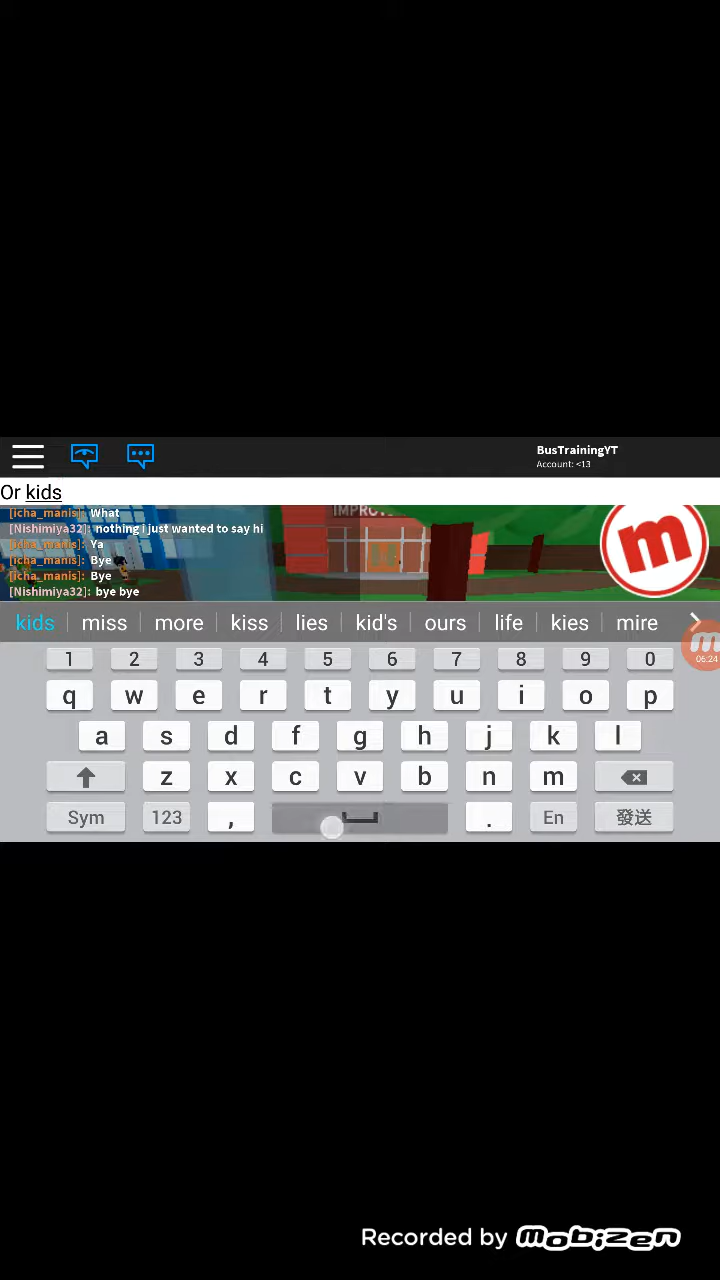 BusTrainingYT
Account: <13
Or kids
[icha_manis]: What
[Nishimiya32]: nothing i just wanted to say hi
[icha_manis]: Ya
[icha_manis]: Bye
[icha_manis]: Bye
[Nishimiya32]: bye bye
m
kids miss more kiss lies kid's ours life kies mire
m
06:24
1 2 3 4 5 6 7 8 9 0
q w e r t y u i o p
a s d f g h j k l
z x c v b n m
Sym 123 , . En 發送
Recorded by mobizen